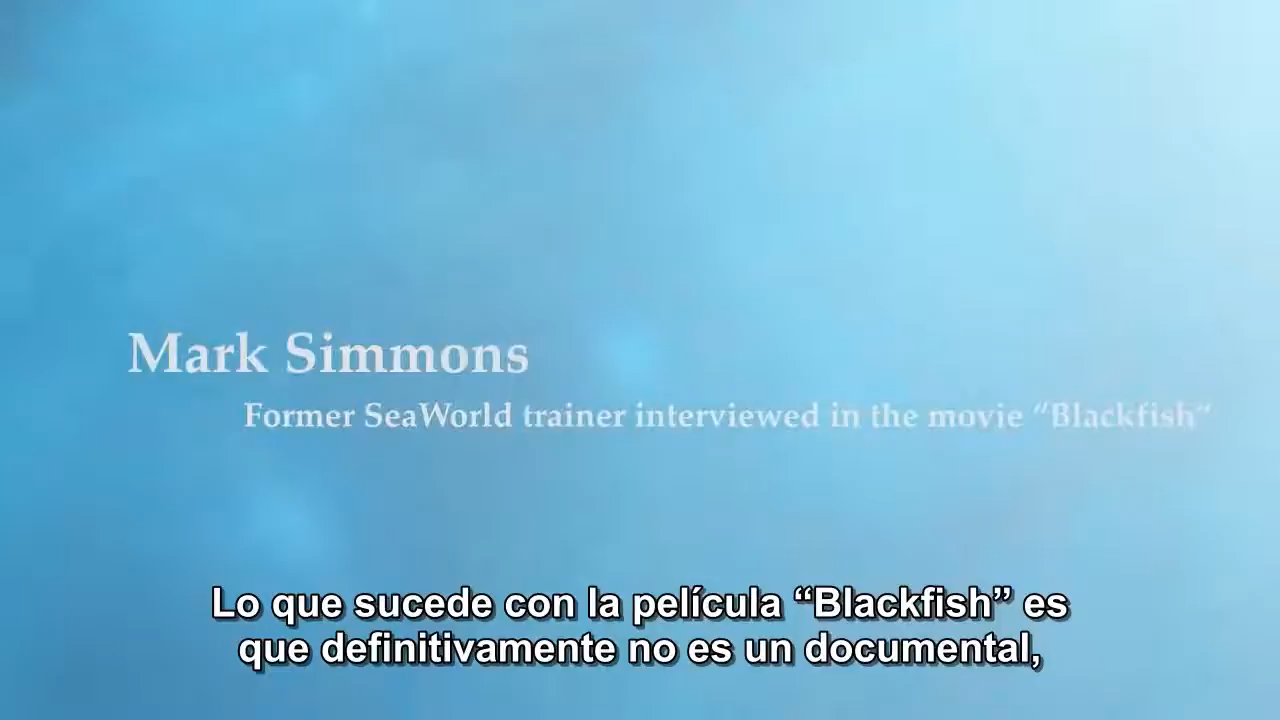 Mark Simmons
Former SeaWorld trainer interviewed in the movie “Blackfish”
Lo que sucede con la película “Blackfish” es
que definitivamente no es un documental,